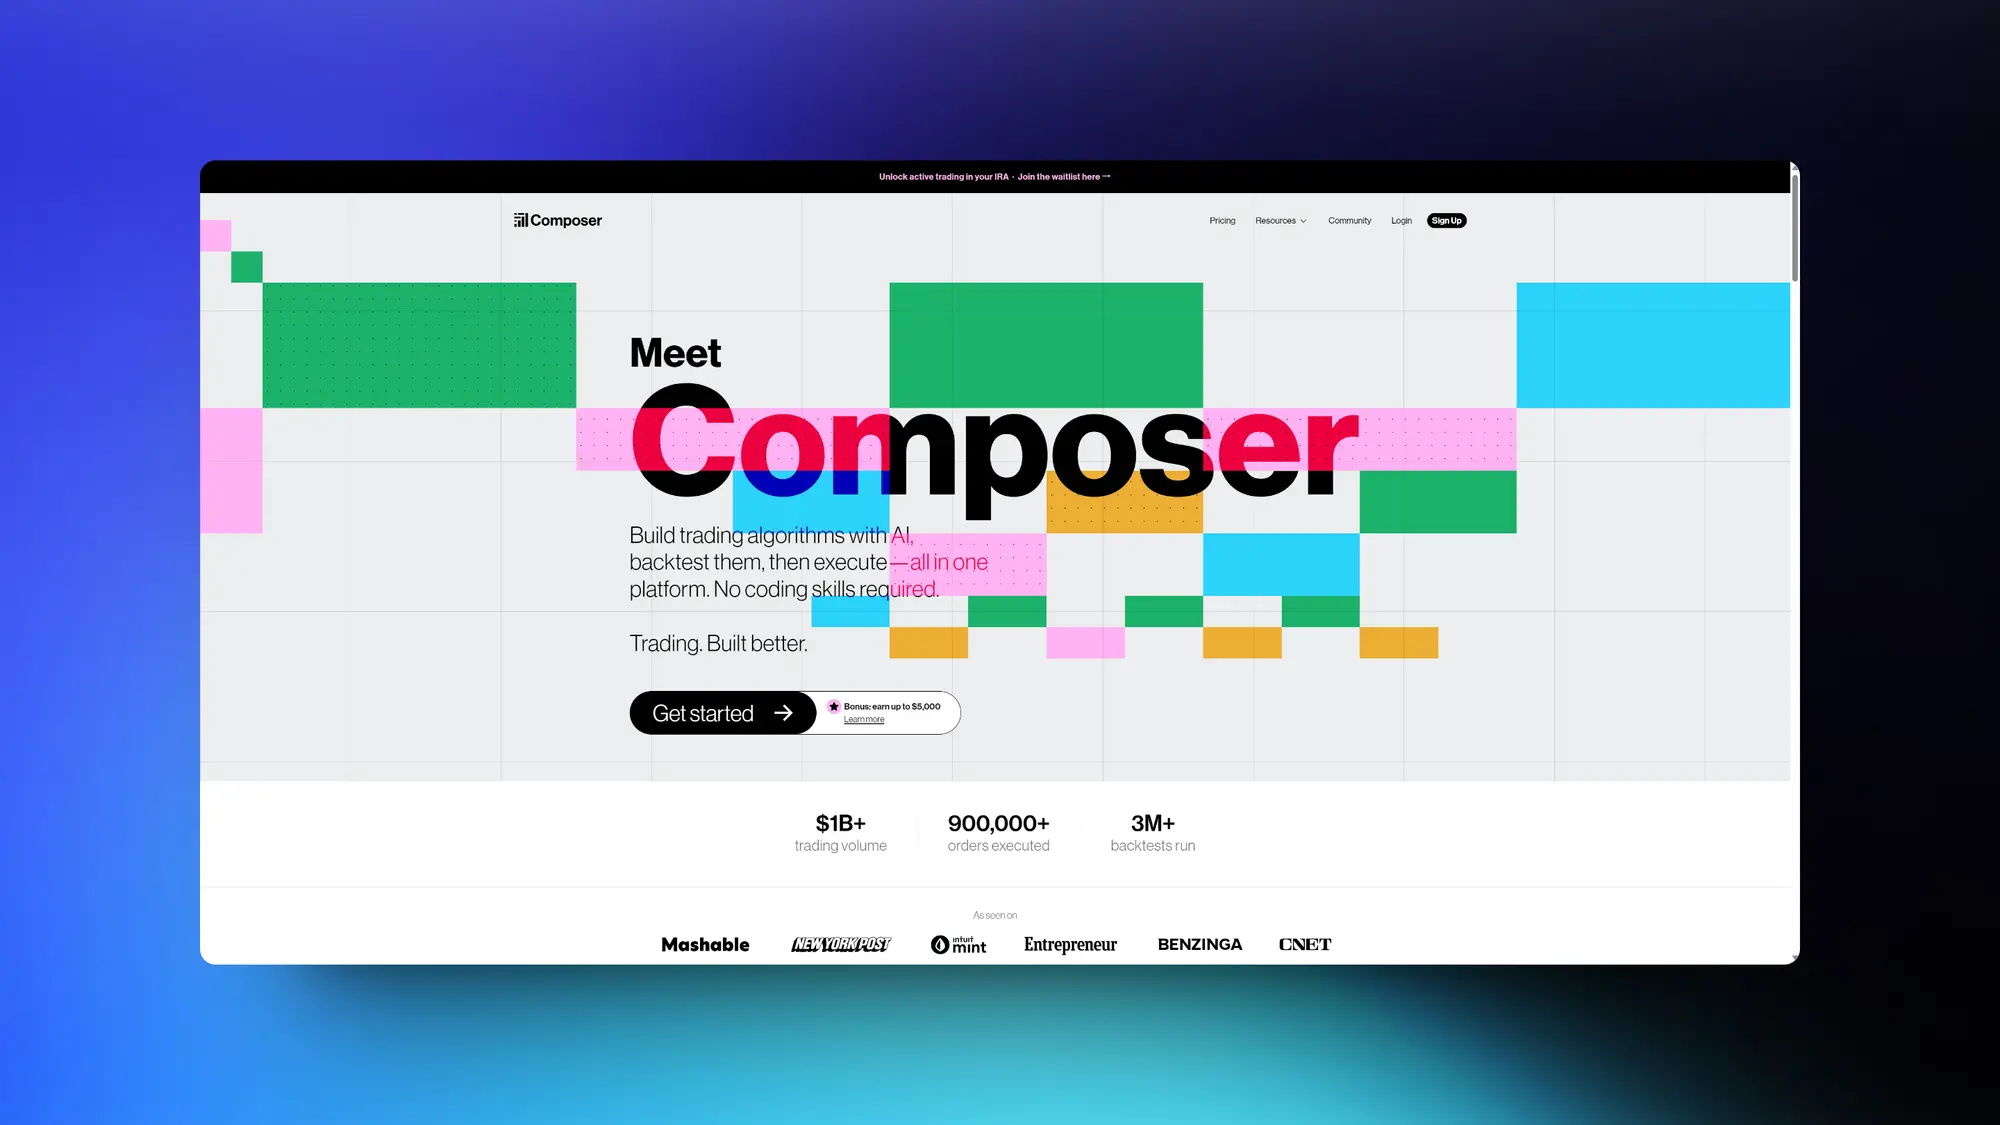 Unlock active trading in your IRA · Join the waitlist here →
Composer
Pricing Resources Community Login Sign Up
Meet
Composer
Build trading algorithms with AI,
backtest them, then execute—all in one
platform. No coding skills required.
Trading. Built better.
Get started →
Bonus: earn up to $5,000
Learn more
$1B+ 900,000+ 3M+
trading volume orders executed backtests run
As seen on
Mashable NEW YORK POST intuit mint Entrepreneur BENZINGA CNET